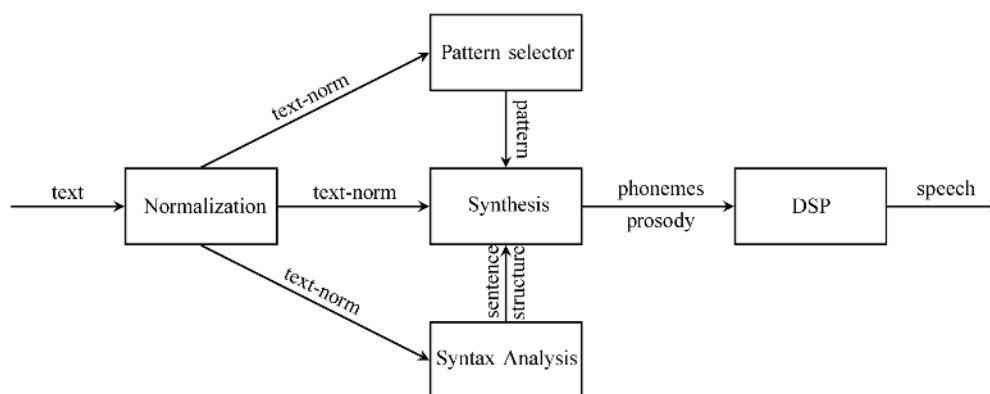 Pattern selector
text-norm
pattern
text
Normalization
text-norm
Synthesis
phonemes
prosody
DSP
speech
text-norm
sentence
structure
Syntax Analysis